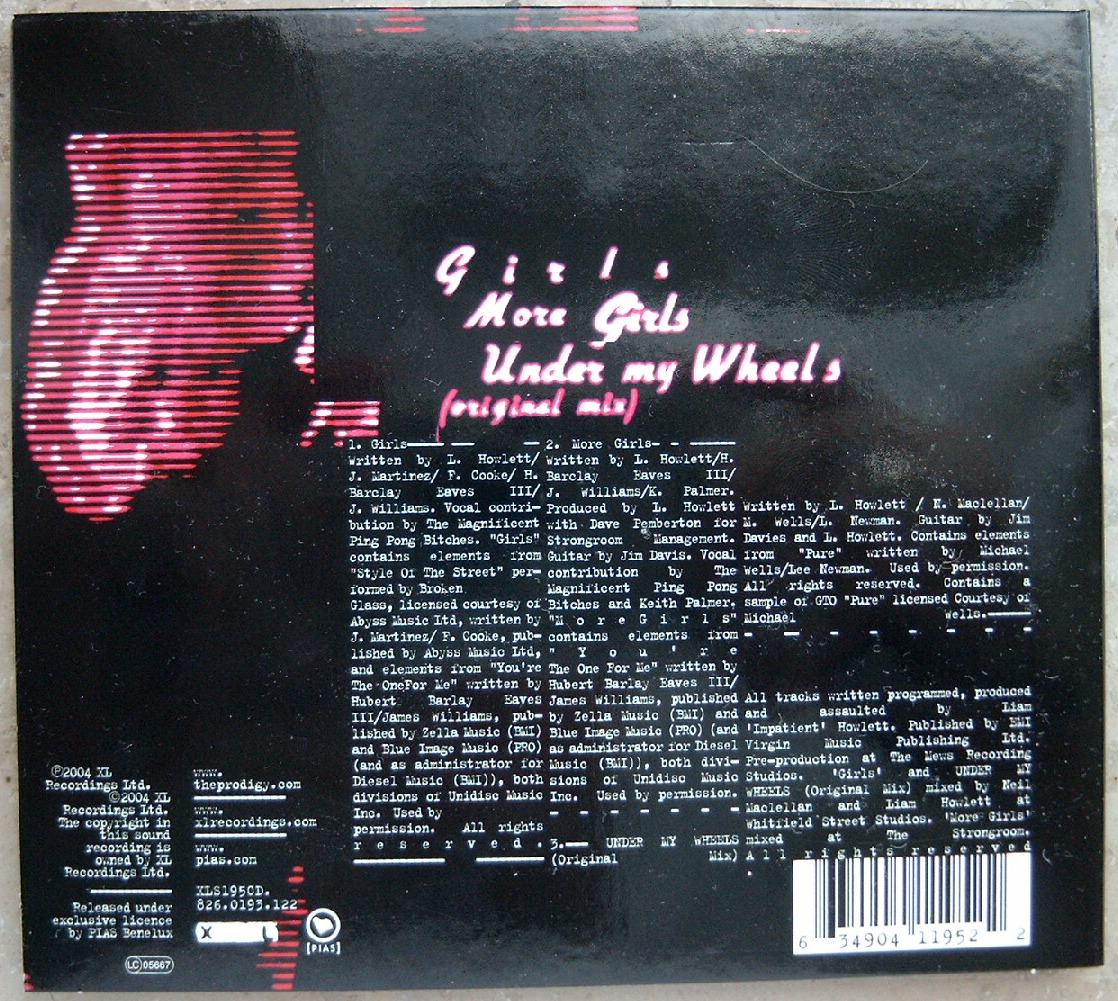 Girls
More Girls
Under my Wheels
(original mix)
1. Girls
Written by L. Howlett/
J. Martinez/ F. Cooke/ H.
Barclay Eaves III/
J. Williams. Vocal contri-
bution by The Magnificent
Ping Pong Bitches. "Girls"
contains elements from
"Style Of The Street" per-
formed by Broken
Glass, licensed courtesy of
Abyss Music Ltd, written by
J. Martinez/ F. Cooke, pub-
lished by Abyss Music Ltd,
and elements from "You're
The OneFor Me" written by
Hubert Barlay Eaves
III/James Williams, pub-
lished by Zella Music (BMI)
and Blue Image Music (PRO)
(and as administrator for
Diesel Music (BMI)), both
divisions of Unidisc Music
Inc. Used by
permission. All rights
reserved.
2. More Girls
Written by L. Howlett/H.
Barclay Eaves III/
J. Williams/K. Palmer.
Produced by L. Howlett
with Dave Pemberton for
Strongroom Management.
Guitar by Jim Davis. Vocal
contribution by The
Magnificent Ping Pong
Bitches and Keith Palmer.
"MoreGirls"
contains elements from
"You're
The One For Me" written by
Hubert Barlay Eaves III/
James Williams, published
by Zella Music (BMI) and
Blue Image Music (PRO) (and
as administrator for Diesel
Music (BMI)), both divi-
sions of Unidisc Music
Inc. Used by permission.
3. UNDER MY WHEELS
(Original Mix)
Written by L. Howlett / N. Maclellan/
M. Wells/L. Newman. Guitar by Jim
Davies and L. Howlett. Contains elements
from "Pure" written by Michael
Wells/Lee Newman. Used by permission.
All rights reserved. Contains a
sample of GTO "Pure" licensed Courtesy of
Michael Wells.
All tracks written programmed, produced
and assaulted by Liam
'Impatient' Howlett. Published by EMI
Virgin Music Publishing Ltd.
Pre-production at The News Recording
Studios. 'Girls' and UNDER MY
WHEELS (Original Mix) mixed by Neil
Maclellan and Liam Howlett at
Whitfield Street Studios. 'More Girls'
mixed at The Strongroom.
All rights reserved
℗2004 XL
Recordings Ltd.
©2004 XL
Recordings Ltd.
The copyright in
this sound
recording is
owned by XL
Recordings Ltd.
Released under
exclusive licence
by PIAS Benelux
LC 05667
www.
theprodigy.com
www.
xlrecordings.com
www.
pias.com
XLS195CD.
826.0193.122
X L
[PIAS]
6 34904 11952 2